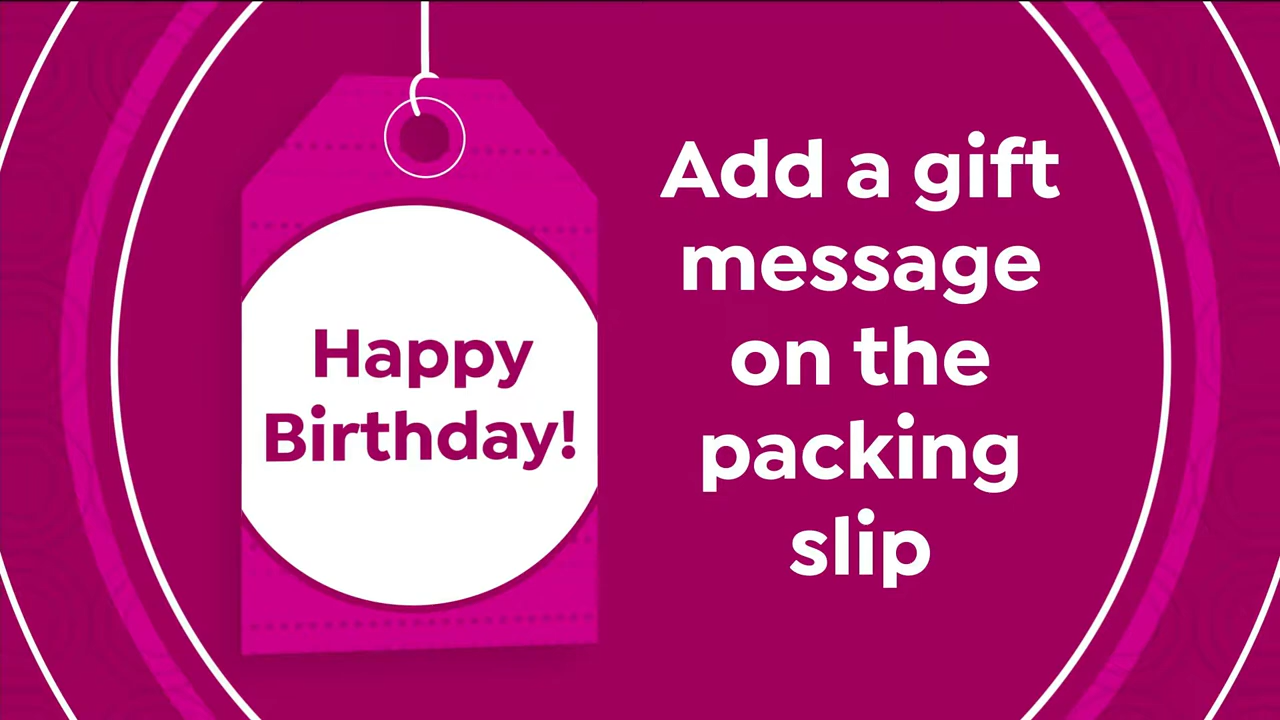 Happy
Birthday!
Add a gift
message
on the
packing
slip